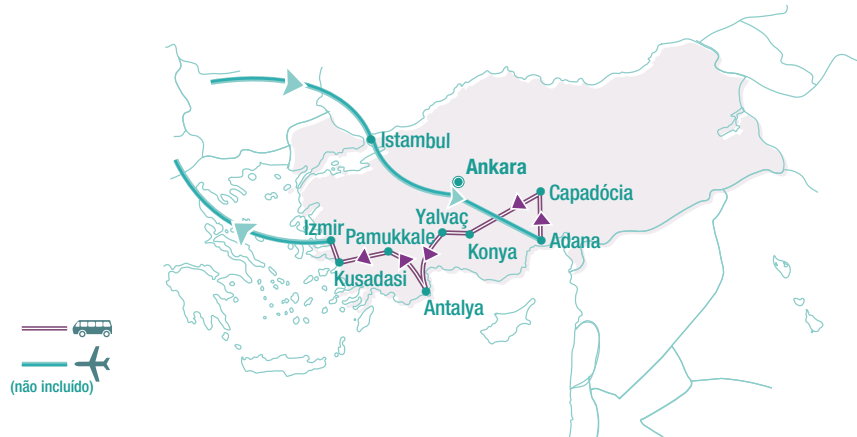 Istambul
Ankara
Capadócia
Yalvaç
Izmir
Pamukkale
Konya
Adana
Kusadasi
Antalya
(não incluído)